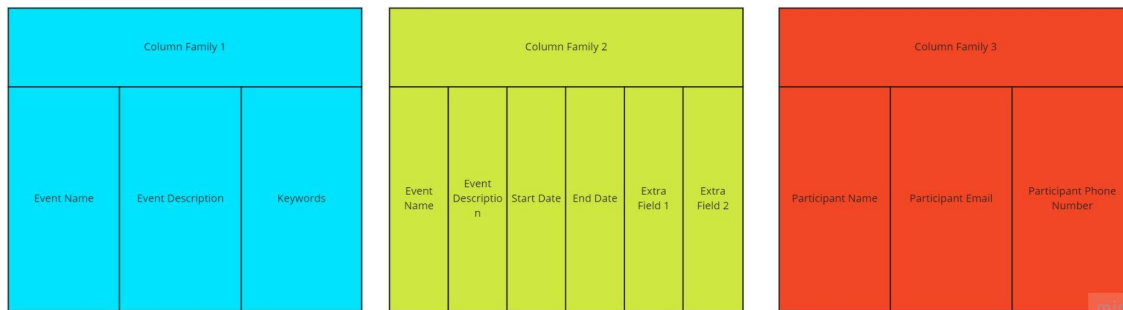 Column Family 1
Column Family 2
Column Family 3
Event Name
Event Description
Keywords
Event
Name
Event
Descriptio
n
Start Date
End Date
Extra
Field 1
Extra
Field 2
Participant Name
Participant Email
Participant Phone
Number